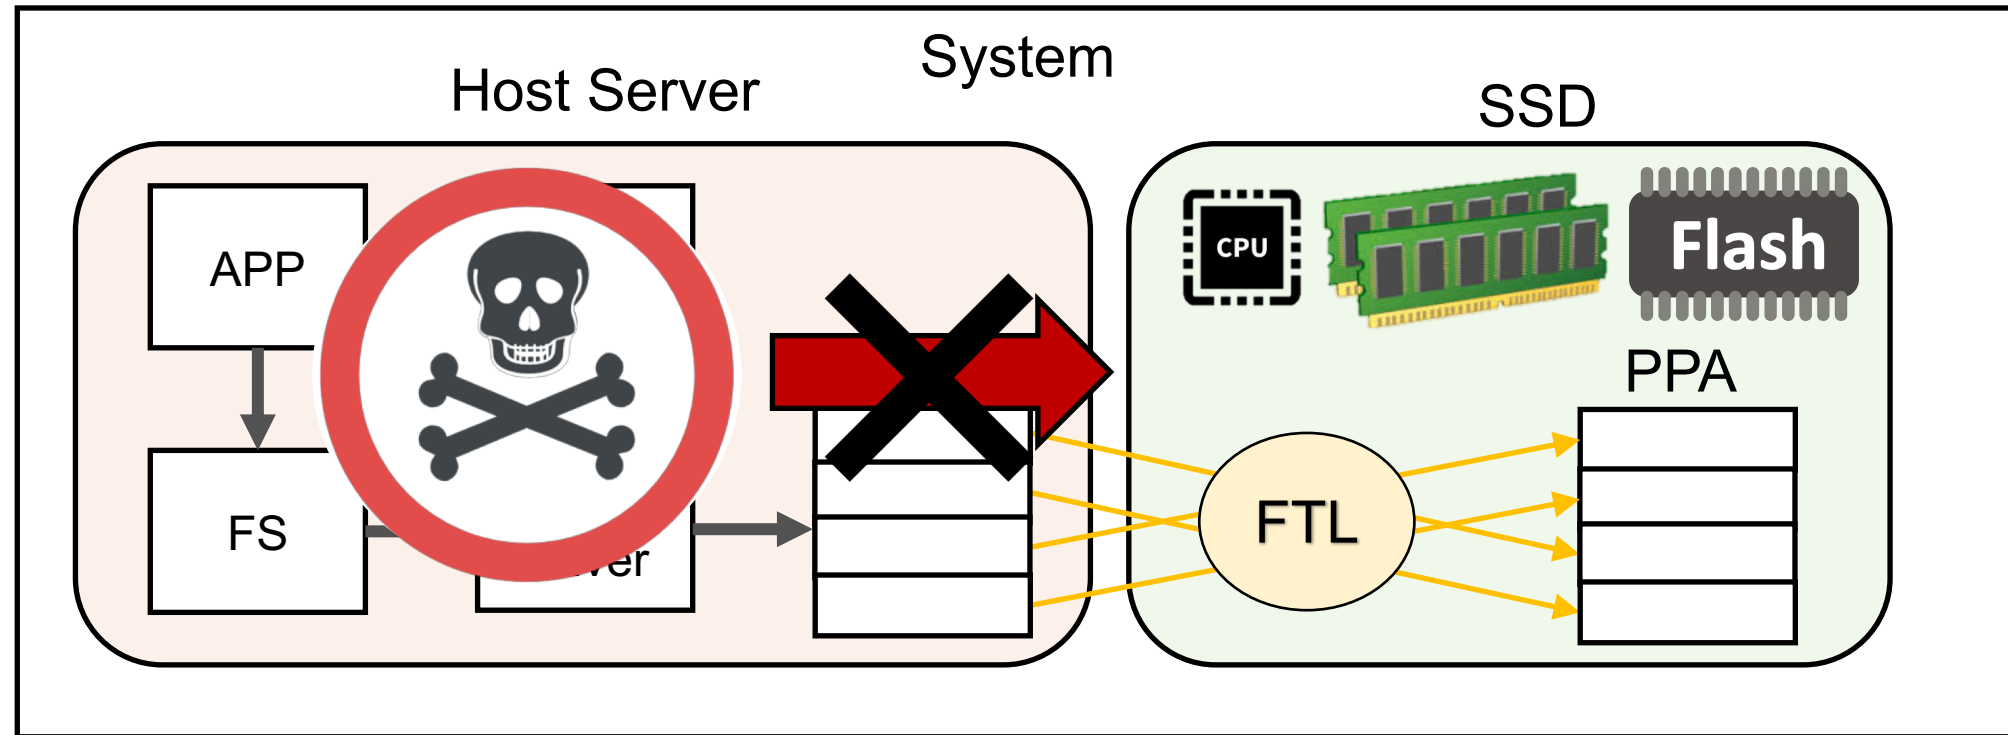 System
Host Server
SSD
APP
CPU
Flash
PPA
FS
FTL